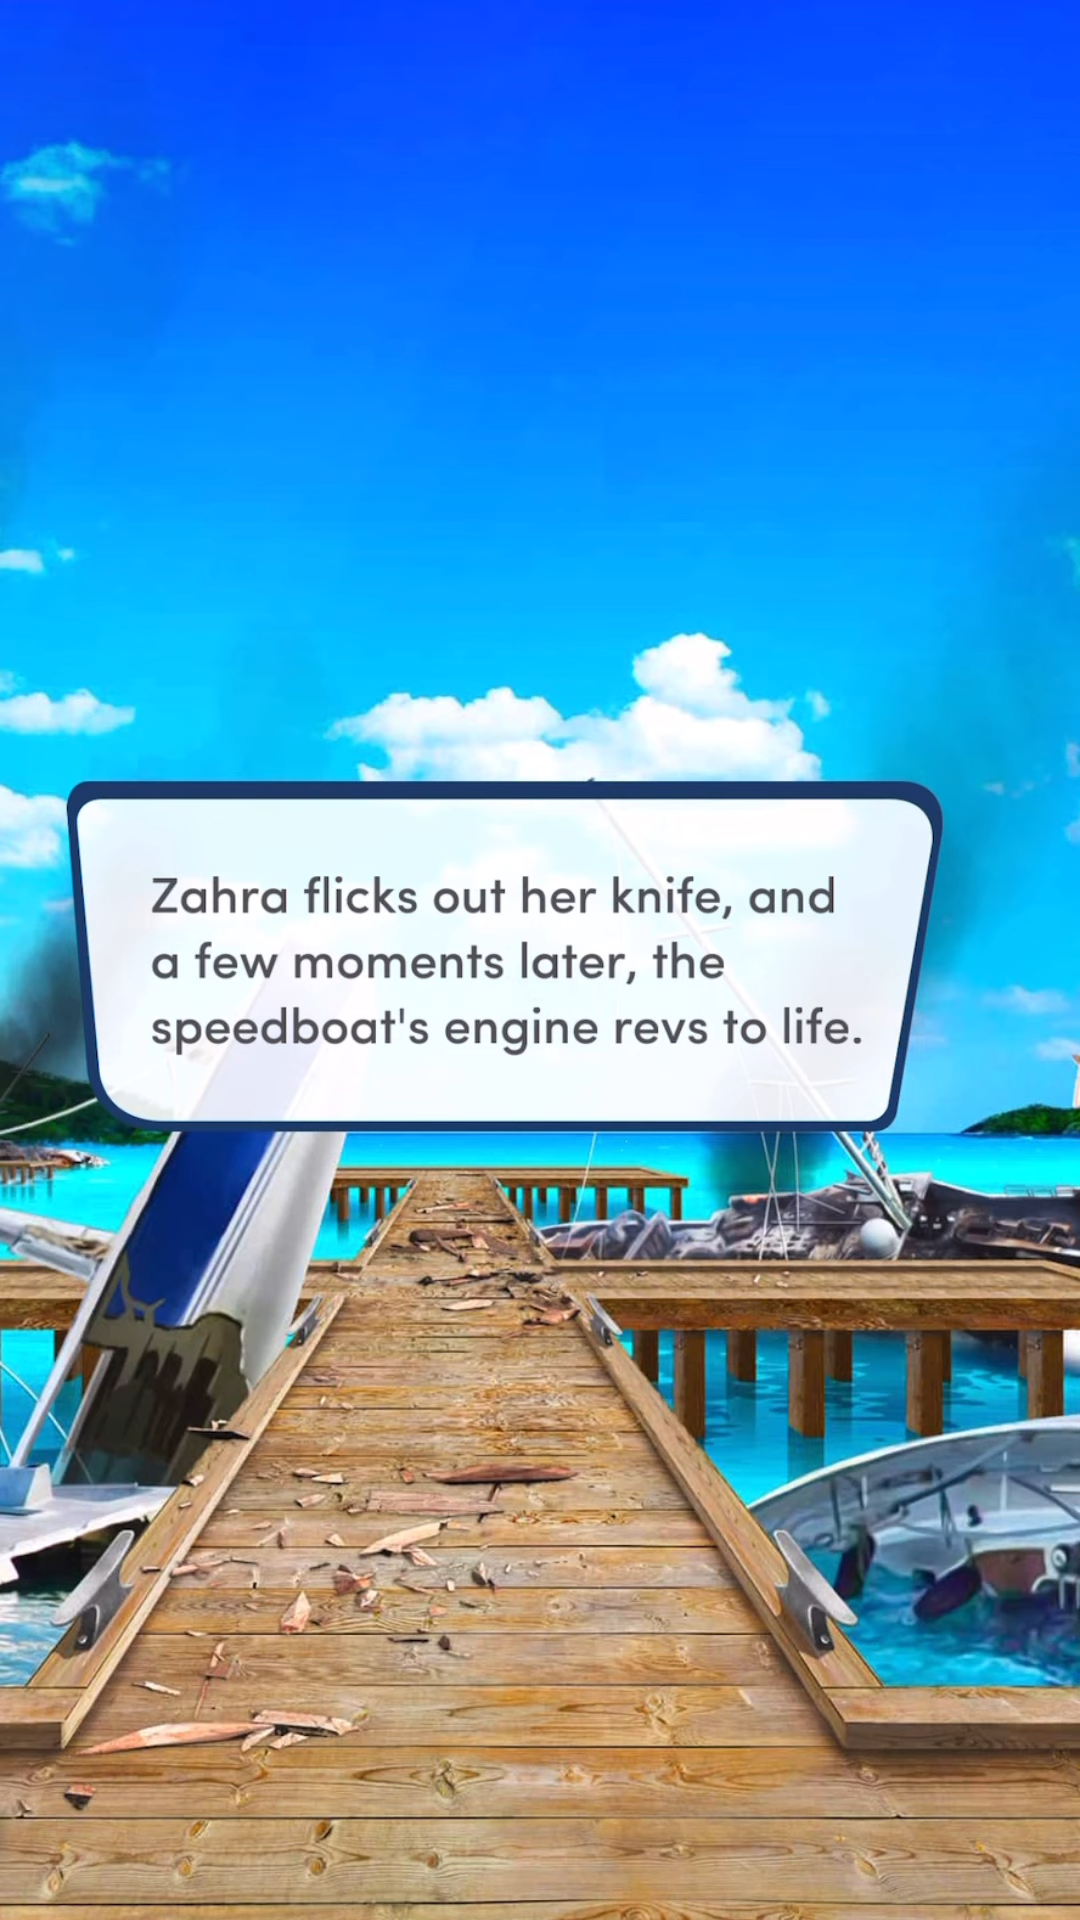 Zahra flicks out her knife, and
a few moments later, the
speedboat's engine revs to life.